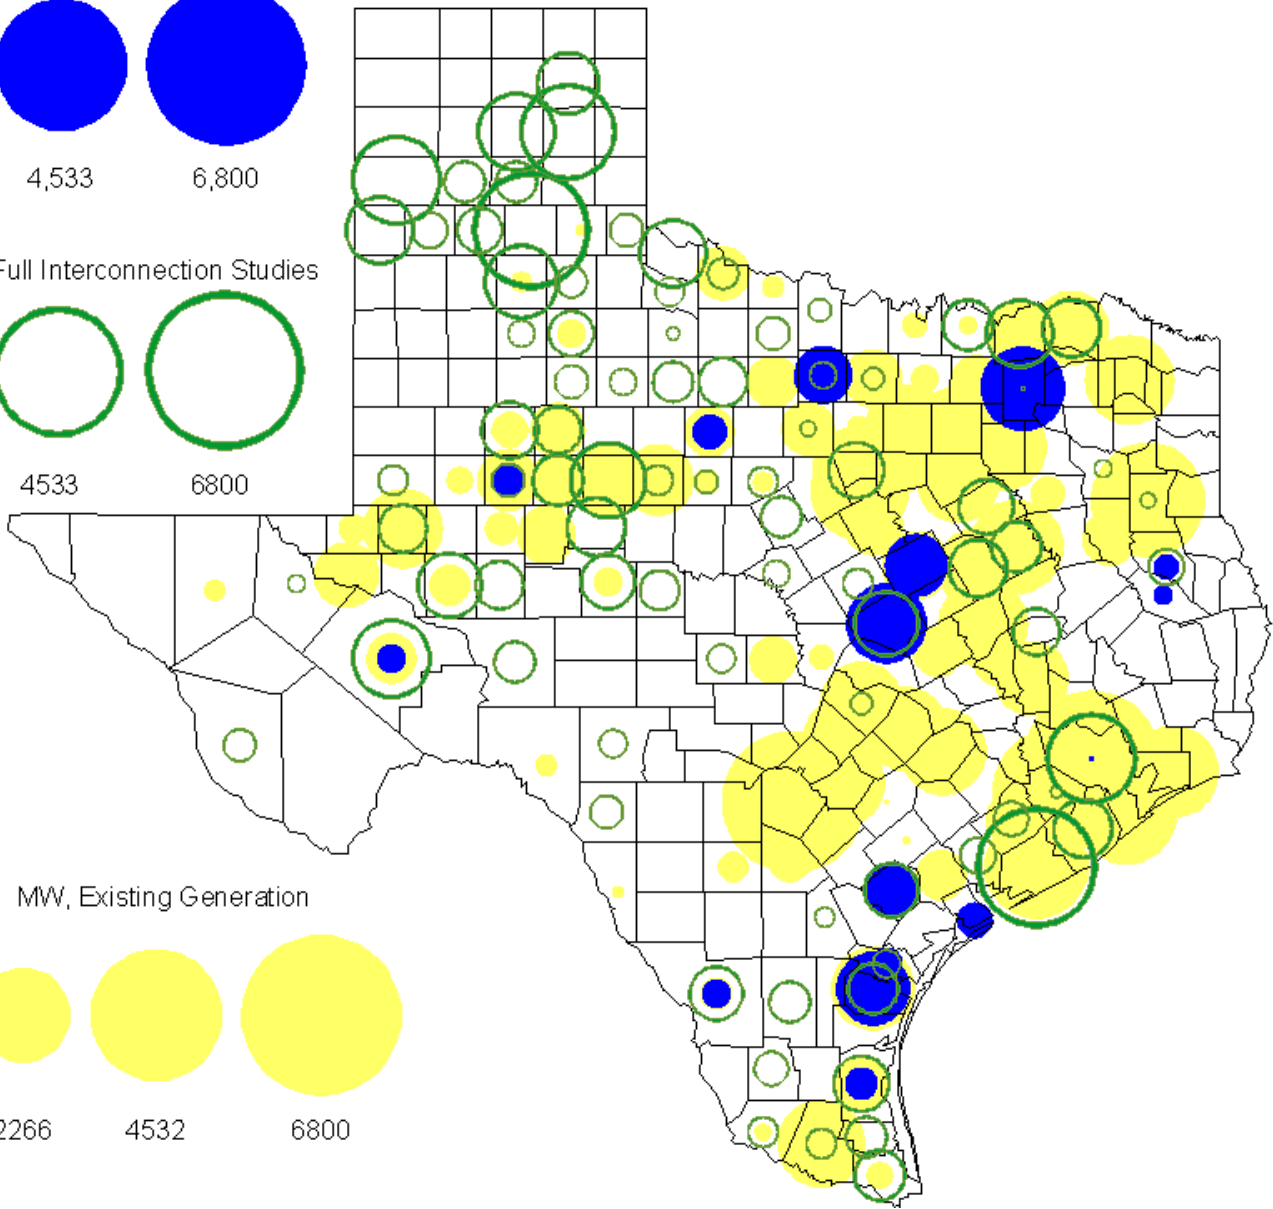 4,533 6,800
Full Interconnection Studies
4533 6800
MW, Existing Generation
2266 4532 6800